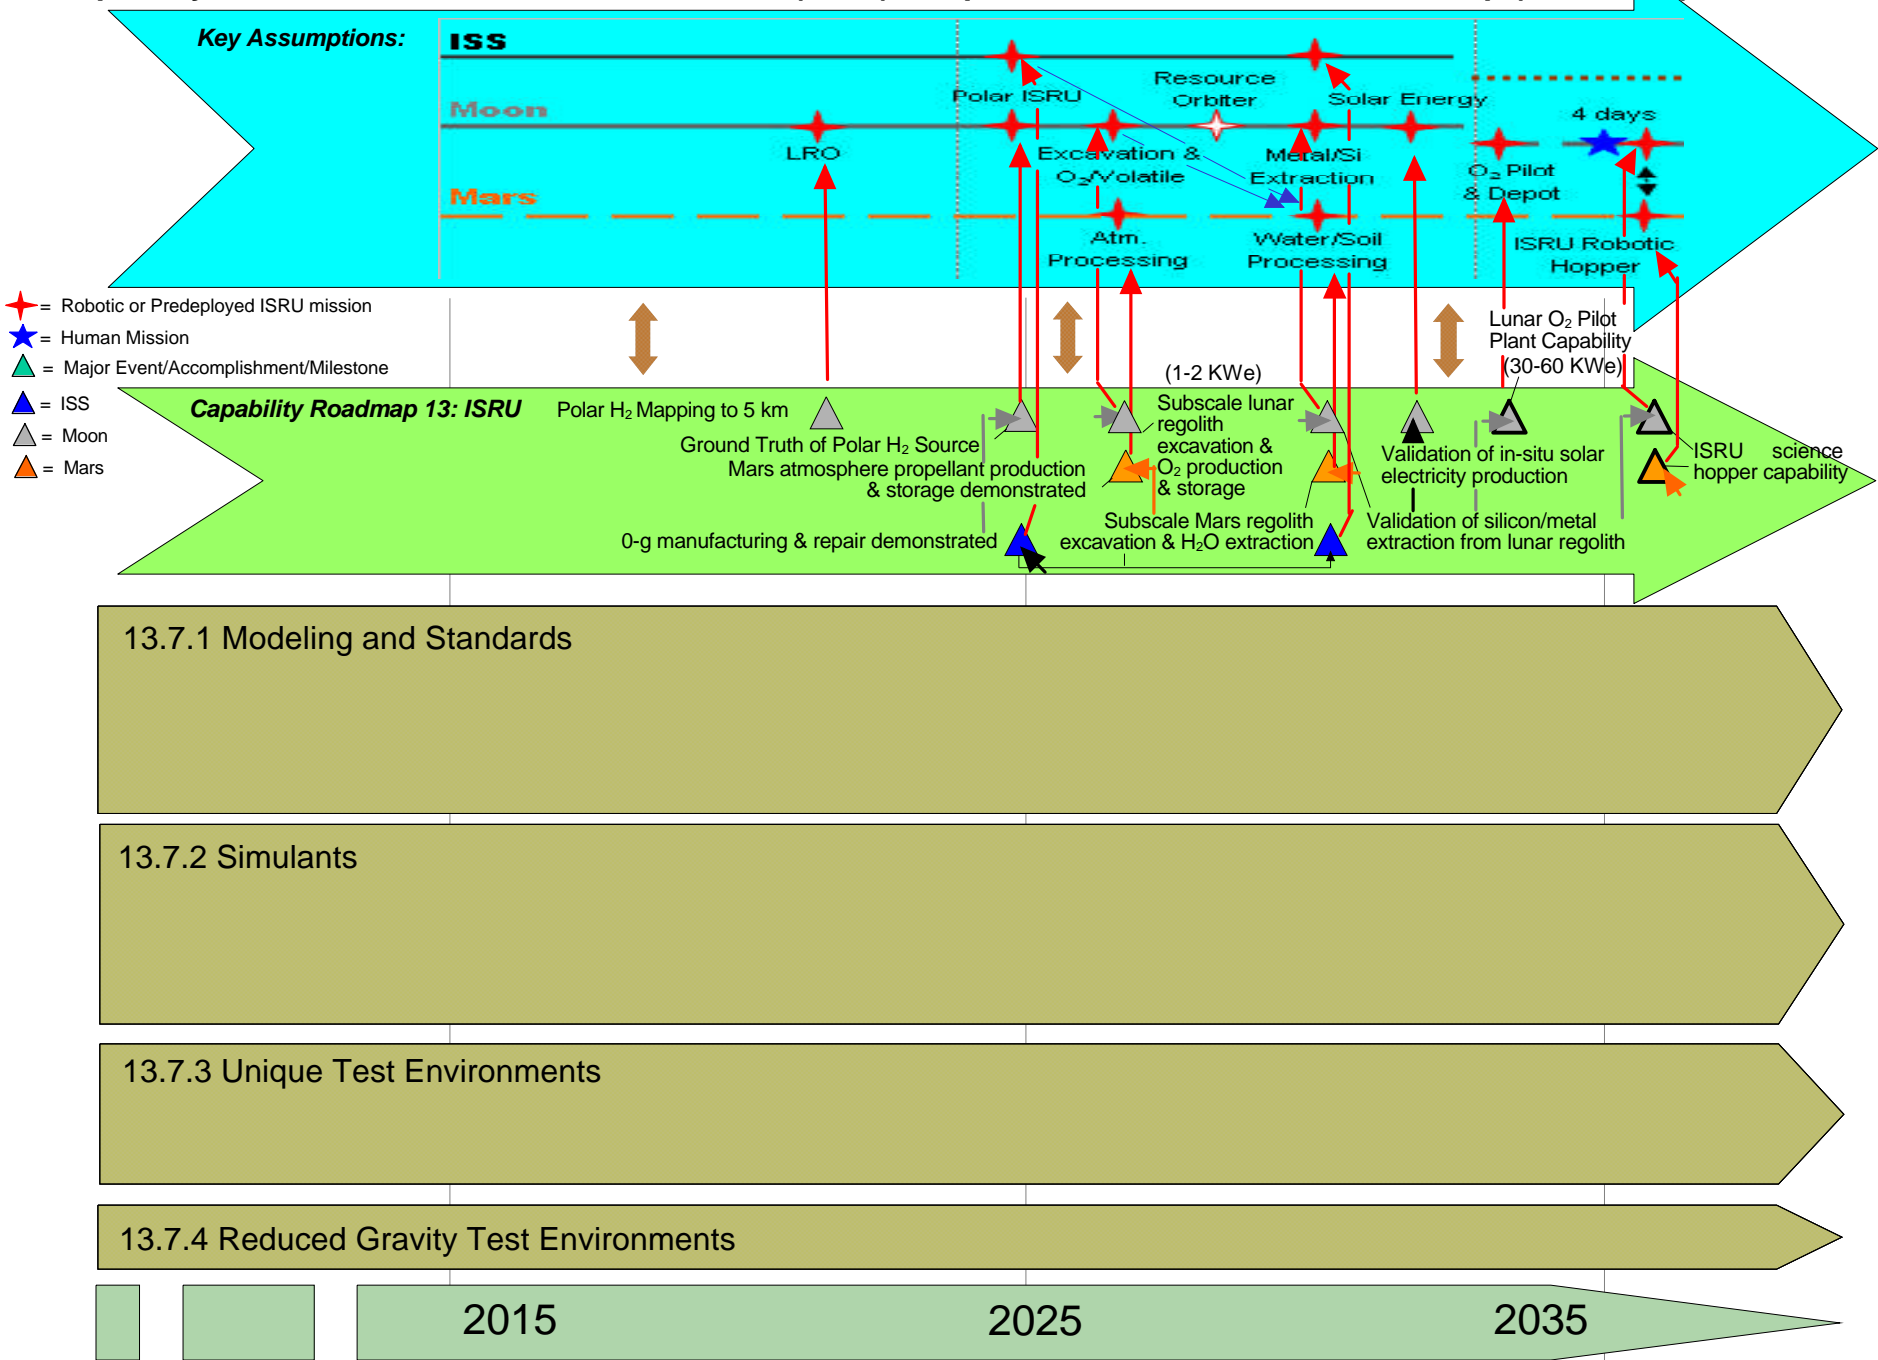 Key Assumptions:
ISS
Moon
Mars
LRO
Polar ISRU
Resource
Orbiter
Solar Energy
4 days
Excavation &
O₂/Volatile
Metal/Si
Extraction
O₂ Pilot
& Depot
Atm.
Processing
Water/Soil
Processing
ISRU Robotic
Hopper
= Robotic or Predeployed ISRU mission
= Human Mission
= Major Event/Accomplishment/Milestone
= ISS
= Moon
= Mars
Lunar O₂ Pilot
Plant Capability
(30-60 KWe)
(1-2 KWe)
Capability Roadmap 13: ISRU
Polar H₂ Mapping to 5 km
Ground Truth of Polar H₂ Source
Mars atmosphere propellant production
& storage demonstrated
Subscale lunar
regolith
excavation &
O₂ production
& storage
Validation of in-situ solar
electricity production
ISRU science
hopper capability
0-g manufacturing & repair demonstrated
Subscale Mars regolith
excavation & H₂O extraction
Validation of silicon/metal
extraction from lunar regolith
13.7.1 Modeling and Standards
13.7.2 Simulants
13.7.3 Unique Test Environments
13.7.4 Reduced Gravity Test Environments
2015
2025
2035